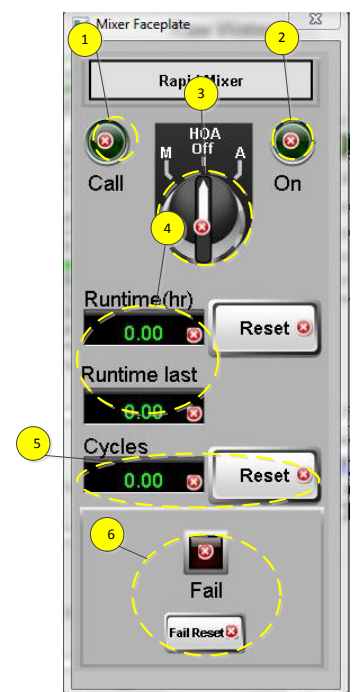 Mixer Faceplate
1
2
Rapid Mixer
3
HOA
Off
M
A
Call
On
4
Runtime(hr)
0.00
Reset
Runtime last
0.00
5
Cycles
0.00
Reset
6
Fail
Fail Reset